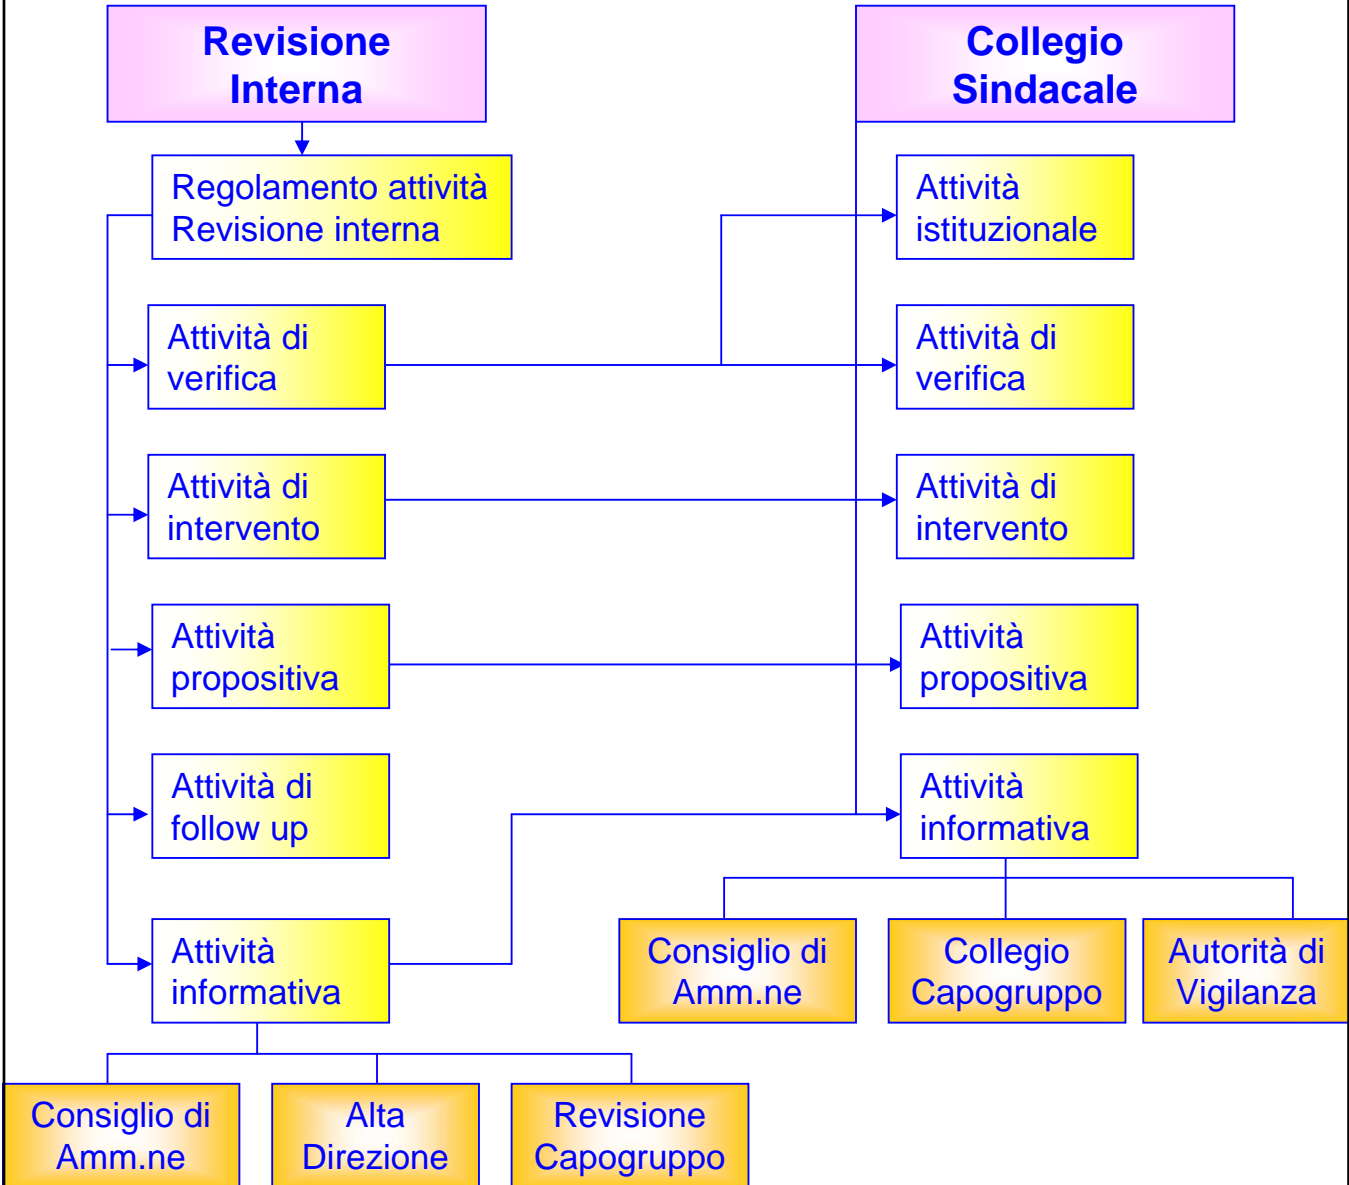 Revisione
Interna
Collegio
Sindacale
Regolamento attività
Revisione interna
Attività
istituzionale
Attività di
verifica
Attività di
verifica
Attività di
intervento
Attività di
intervento
Attività
propositiva
Attività
propositiva
Attività di
follow up
Attività
informativa
Attività
informativa
Consiglio di
Amm.ne
Collegio
Capogruppo
Autorità di
Vigilanza
Consiglio di
Amm.ne
Alta
Direzione
Revisione
Capogruppo